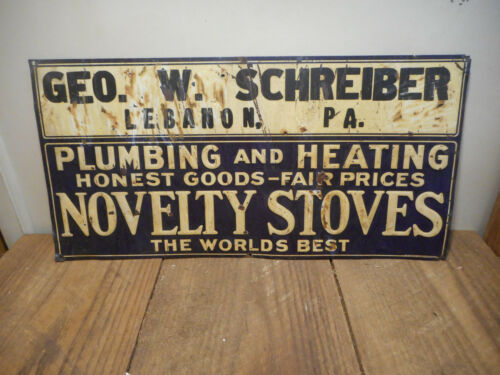 GEO. W. SCHREIBER
LEBANON, PA.
PLUMBING AND HEATING
HONEST GOODS-FAIR PRICES
NOVELTY STOVES
THE WORLDS BEST